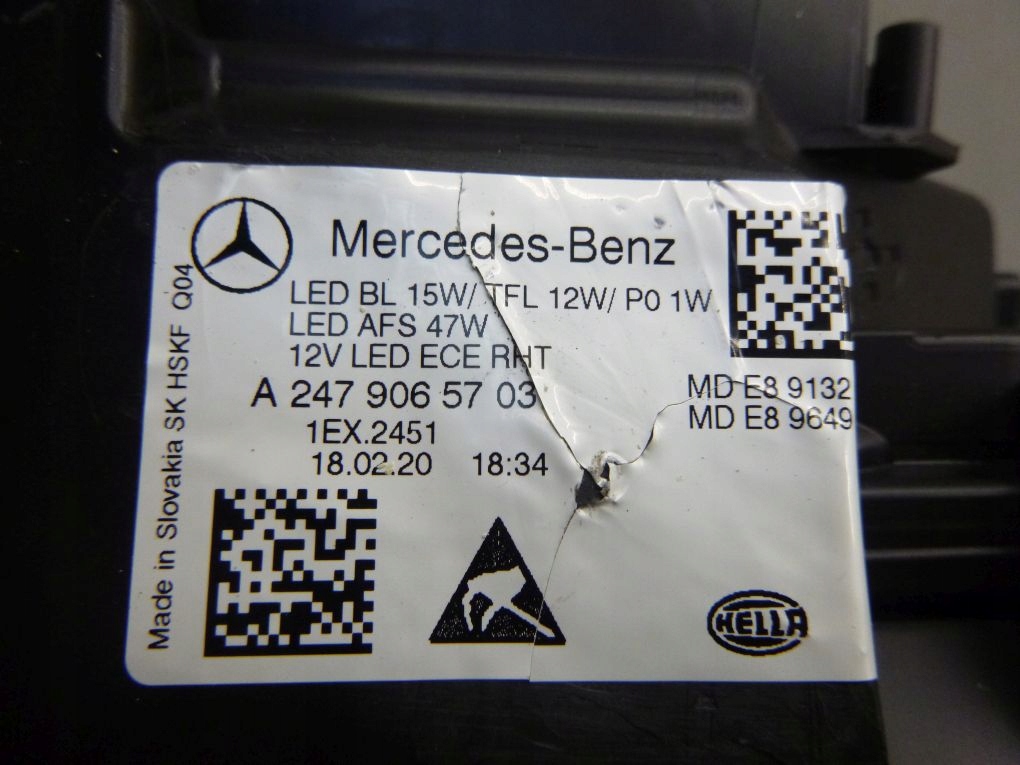 Mercedes-Benz
LED BL 15W/ TFL 12W/ P0 1W
LED AFS 47W
12V LED ECE RHT
A 247 906 57 03
1EX.2451
18.02.20 18:34
MD E8 9132
MD E8 9649
Made in Slovakia SK HSKF Q04
HELLA